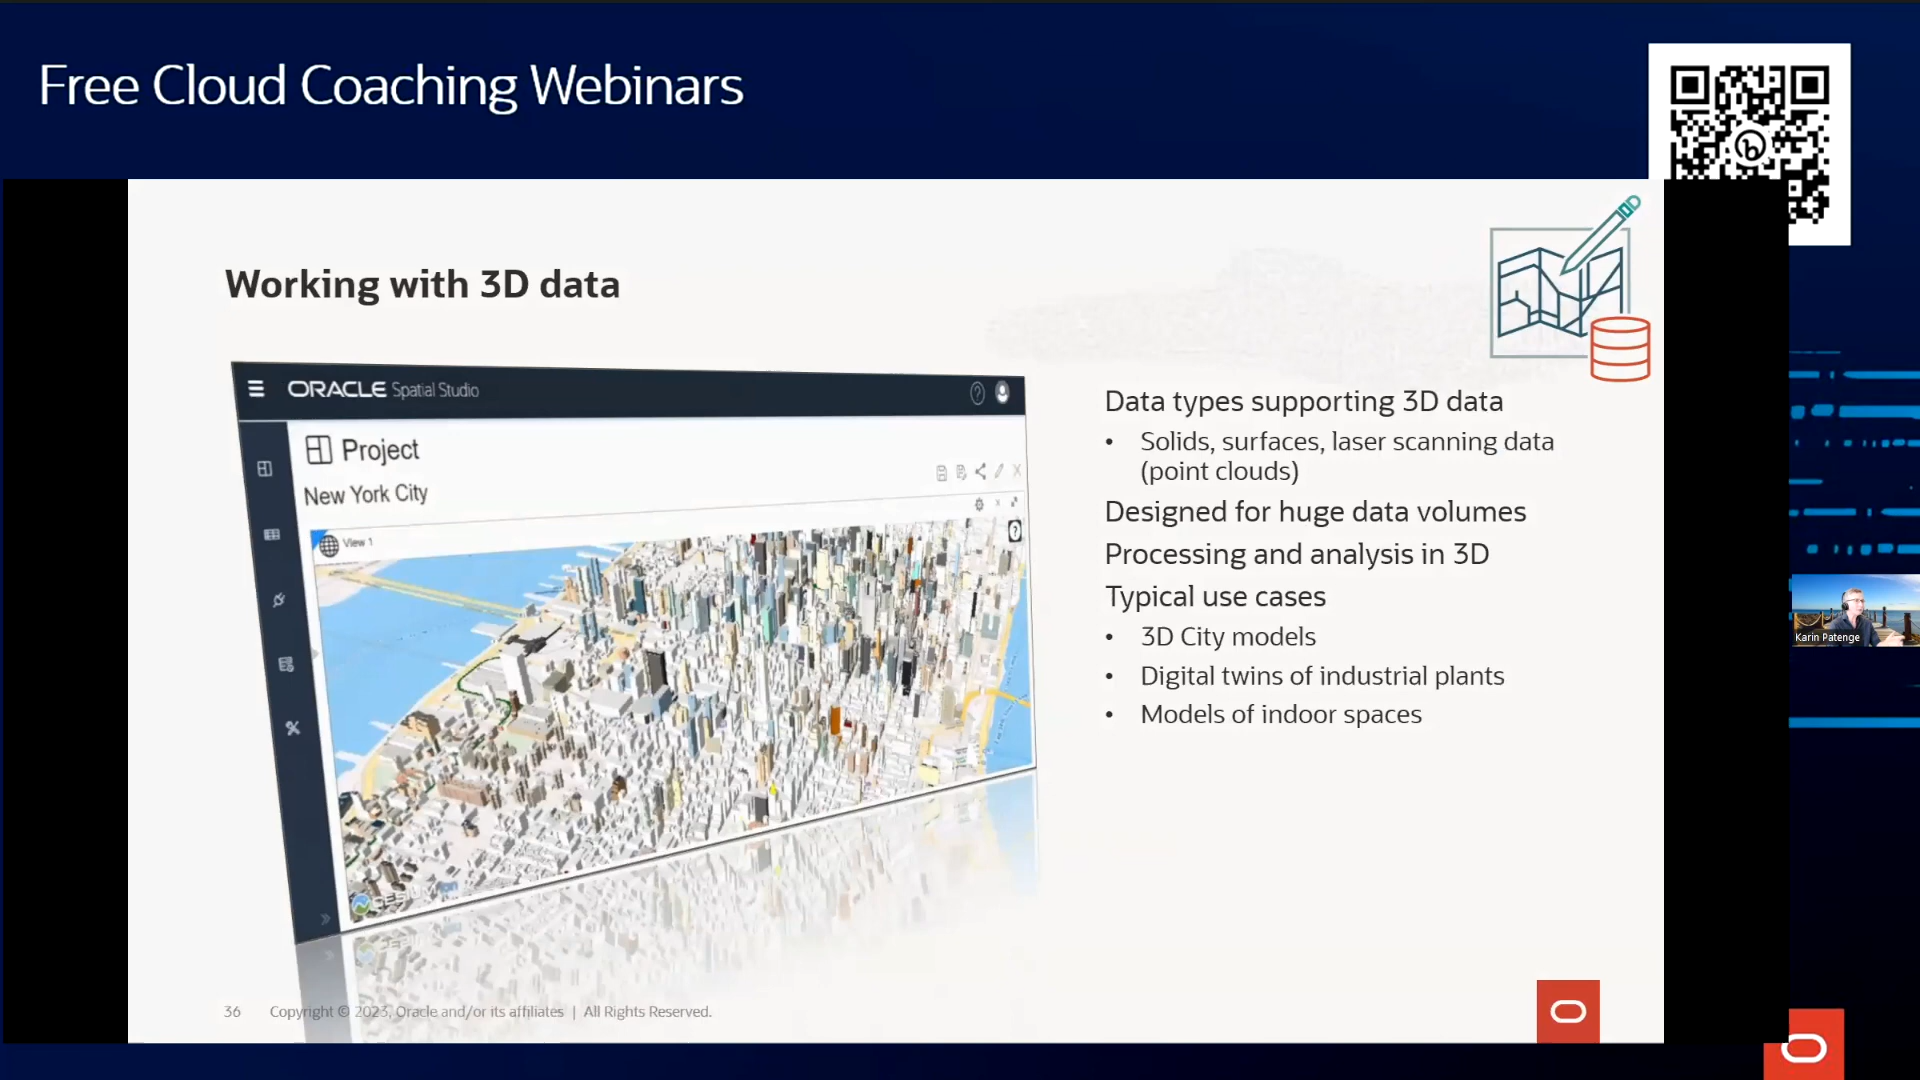 Free Cloud Coaching Webinars
Working with 3D data
ORACLE Spatial Studio
?
Project
New York City
View 1
?
Data types supporting 3D data
• Solids, surfaces, laser scanning data
(point clouds)
Designed for huge data volumes
Processing and analysis in 3D
Typical use cases
• 3D City models
• Digital twins of industrial plants
• Models of indoor spaces
Karin Patenge
36 Copyright © 2023, Oracle and/or its affiliates | All Rights Reserved.